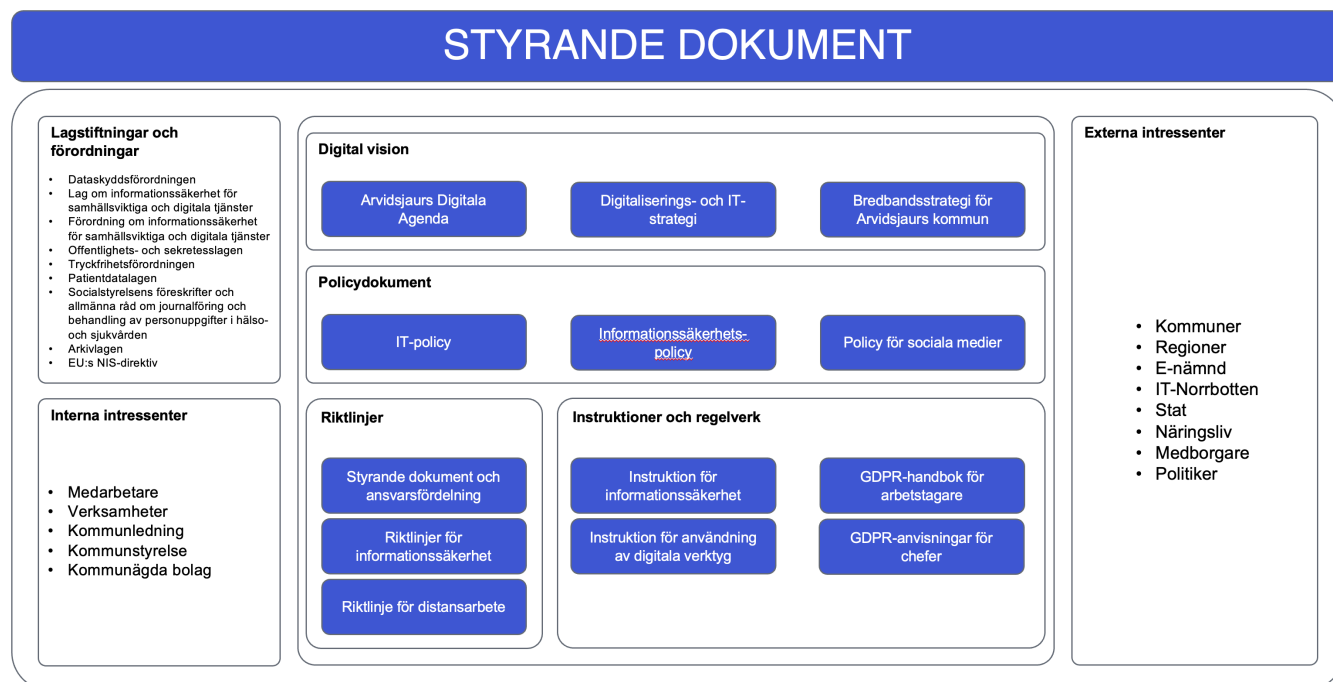 STYRANDE DOKUMENT
Lagstiftningar och
förordningar
• Dataskyddsförordningen
• Lag om informationssäkerhet för
samhällsviktiga och digitala tjänster
• Förordning om informationssäkerhet
för samhällsviktiga och digitala tjänster
• Offentlighets- och sekretesslagen
• Tryckfrihetsförordningen
• Patientdatalagen
• Socialstyrelsens föreskrifter och
allmänna råd om journalföring och
behandling av personuppgifter i hälso-
och sjukvården
• Arkivlagen
• EU:s NIS-direktiv
Interna intressenter
• Medarbetare
• Verksamheter
• Kommunledning
• Kommunstyrelse
• Kommunägda bolag
Digital vision
Arvidsjaurs Digitala
Agenda
Digitaliserings- och IT-
strategi
Bredbandsstrategi för
Arvidsjaurs kommun
Policydokument
IT-policy
Informationssäkerhets-
policy
Policy för sociala medier
Riktlinjer
Styrande dokument och
ansvarsfördelning
Riktlinjer för
informationssäkerhet
Riktlinje för distansarbete
Instruktioner och regelverk
Instruktion för
informationssäkerhet
GDPR-handbok för
arbetstagare
Instruktion för användning
av digitala verktyg
GDPR-anvisningar för
chefer
Externa intressenter
• Kommuner
• Regioner
• E-nämnd
• IT-Norrbotten
• Stat
• Näringsliv
• Medborgare
• Politiker